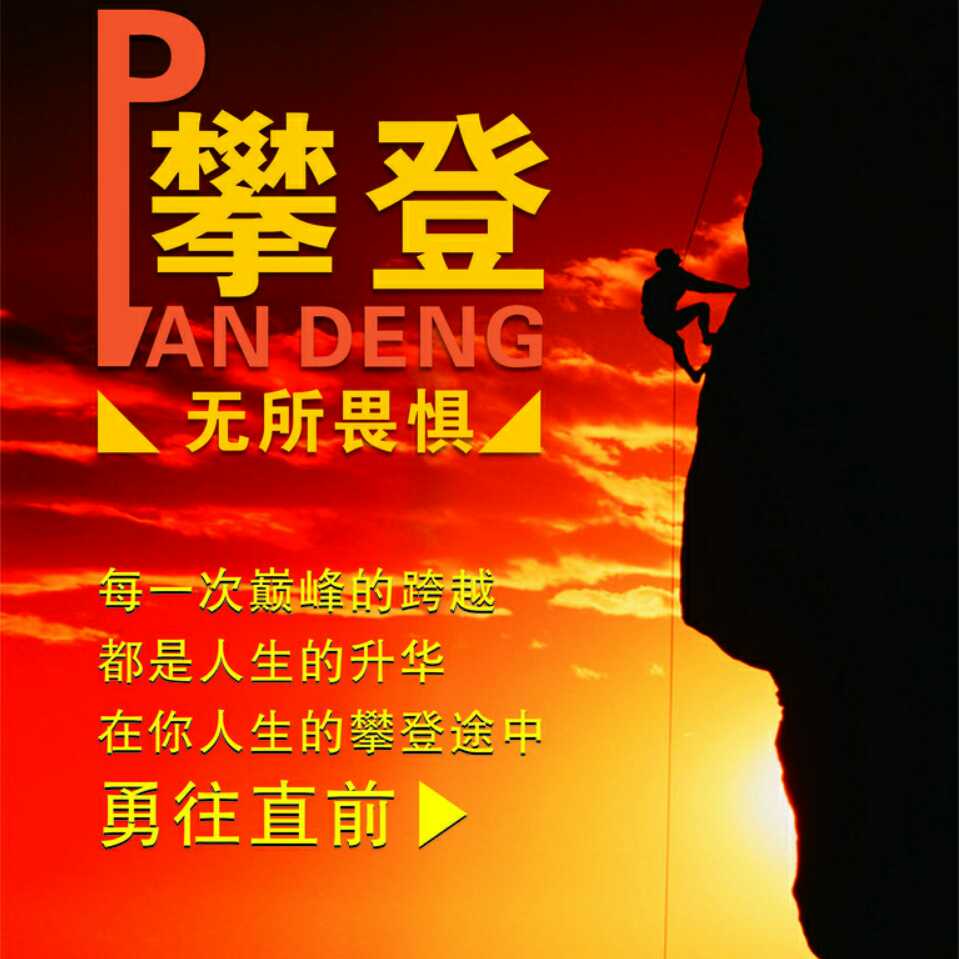 攀登
PAN DENG
无所畏惧
每一次巅峰的跨越
都是人生的升华
在你人生的攀登途中
勇往直前